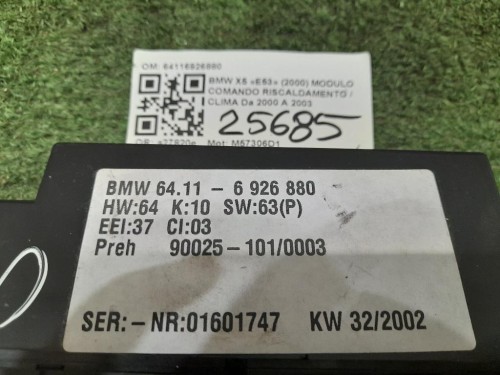 OM: 64116926880
BMW X5 «E53» (2000) MODULO
COMANDO RISCALDAMENTO /
CLIMA Da 2000 A 2003
25685
Mot: M57306D1
BMW 64.11 - 6 926 880
HW:64 K:10 SW:63(P)
EEI:37 CI:03
Preh 90025-101/0003
SER:-NR:01601747 KW 32/2002